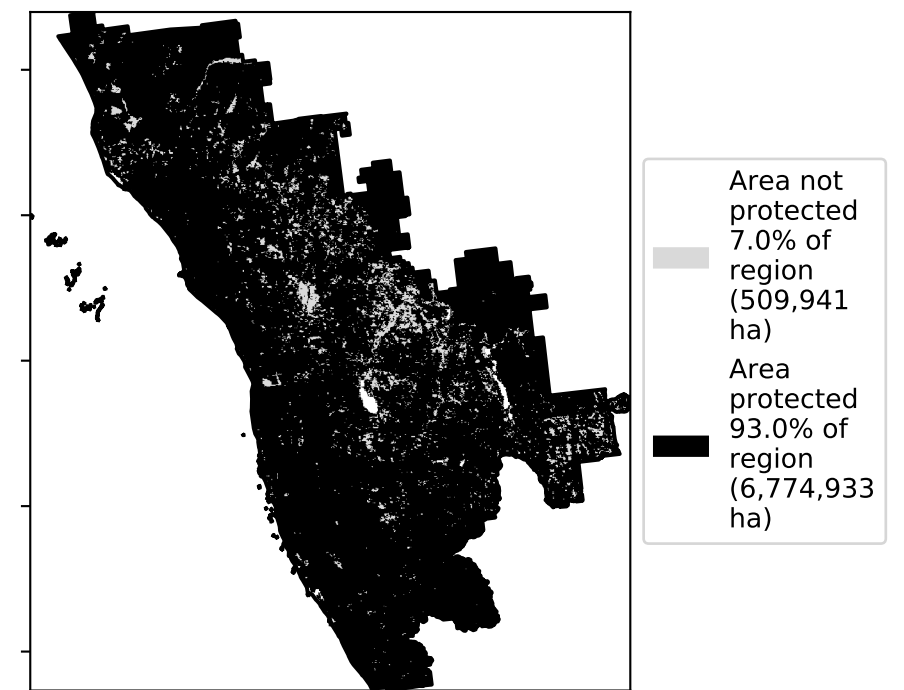 Area not
protected
7.0% of
region
(509,941
ha)
Area
protected
93.0% of
region
(6,774,933
ha)